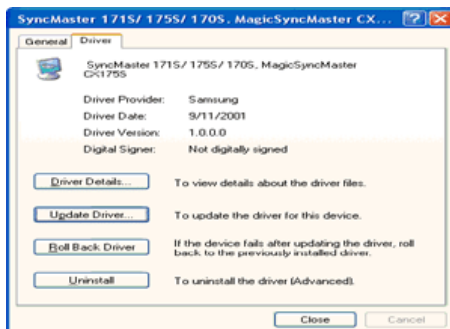 SyncMaster 171S/ 175S/ 170S, MagicSyncMaster CX...
General
Driver
SyncMaster 171S/ 175S/ 170S, MagicSyncMaster
CX175S
Driver Provider: Samsung
Driver Date: 9/11/2001
Driver Version: 1.0.0.0
Digital Signer: Not digitally signed
Driver Details... To view details about the driver files.
Update Driver... To update the driver for this device.
Roll Back Driver If the device fails after updating the driver, roll
back to the previously installed driver.
Uninstall To uninstall the driver (Advanced).
Close Cancel